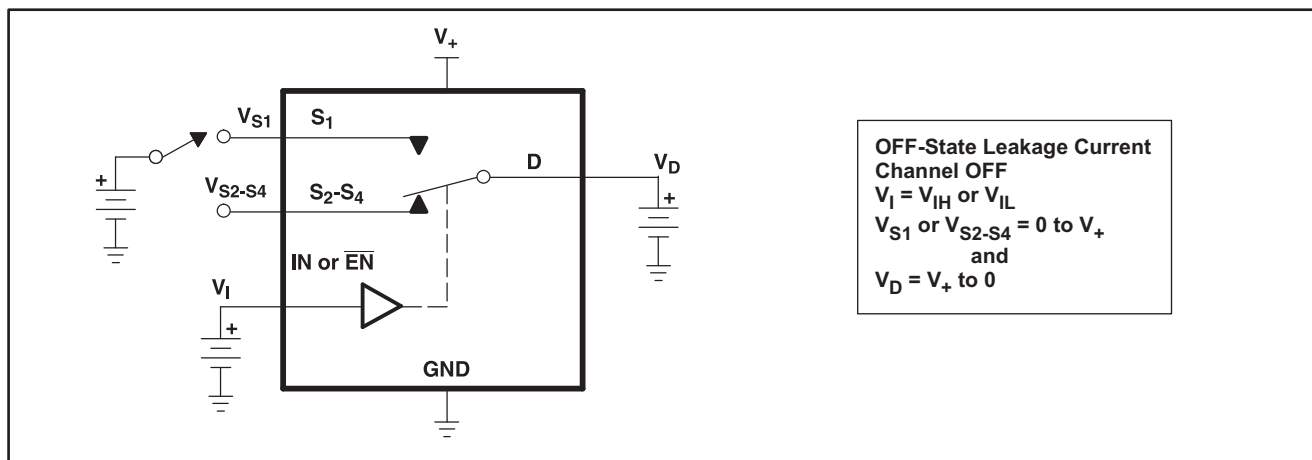 V+
VS1
S1
+
VS2-S4
S2-S4
D
VD
+
IN or E̅N̅
VI
+
GND
OFF-State Leakage Current
Channel OFF
VI = VIH or VIL
VS1 or VS2-S4 = 0 to V+
and
VD = V+ to 0